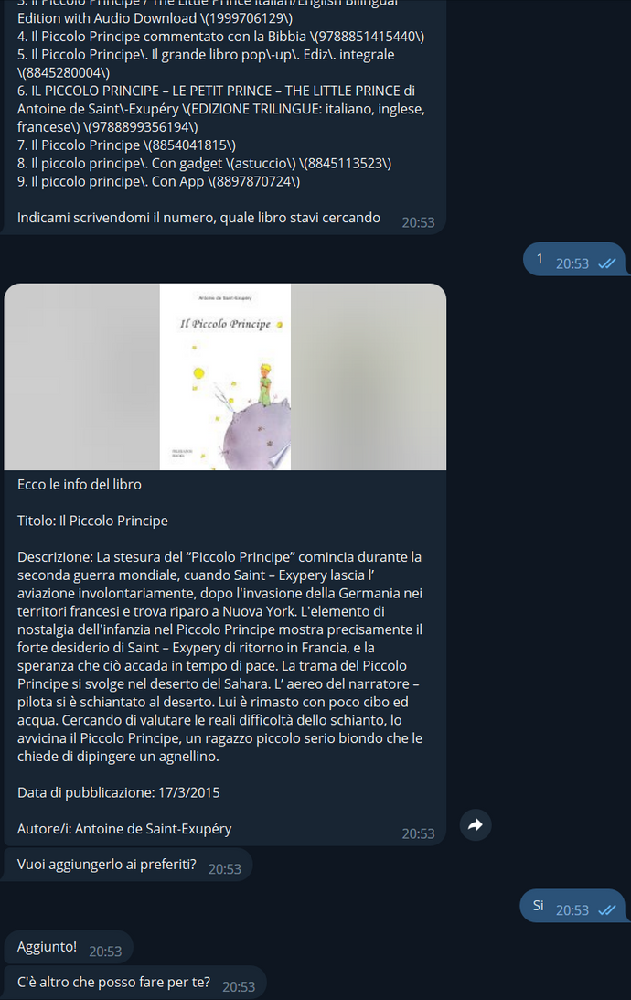 3. Il Piccolo Principe / The Little Prince Italian/English Bilingual
Edition with Audio Download \(1999706129\)
4. Il Piccolo Principe commentato con la Bibbia \(9788851415440\)
5. Il Piccolo Principe\. Il grande libro pop\-up\. Ediz\. integrale
\(8845280004\)
6. IL PICCOLO PRINCIPE – LE PETIT PRINCE – THE LITTLE PRINCE di
Antoine de Saint\-Exupéry \(EDIZIONE TRILINGUE: italiano, inglese,
francese\) \(9788899356194\)
7. Il Piccolo Principe \(8854041815\)
8. Il piccolo principe\. Con gadget \(astuccio\) \(8845113523\)
9. Il piccolo principe\. Con App \(8897870724\)
Indicami scrivendomi il numero, quale libro stavi cercando 20:53
1 20:53
Antoine de Saint-Exupéry
Il Piccolo Principe
Ecco le info del libro
Titolo: Il Piccolo Principe
Descrizione: La stesura del “Piccolo Principe” comincia durante la
seconda guerra mondiale, cuando Saint – Exypery lascia l’
aviazione involontariamente, dopo l'invasione della Germania nei
territori francesi e trova riparo a Nuova York. L'elemento di
nostalgia dell'infanzia nel Piccolo Principe mostra precisamente il
forte desiderio di Saint – Exypery di ritorno in Francia, e la
speranza che ciò accada in tempo di pace. La trama del Piccolo
Principe si svolge nel deserto del Sahara. L’ aereo del narratore –
pilota si è schiantato al deserto. Lui è rimasto con poco cibo ed
acqua. Cercando di valutare le reali difficoltà dello schianto, lo
avvicina il Piccolo Principe, un ragazzo piccolo serio biondo che le
chiede di dipingere un agnellino.
Data di pubblicazione: 17/3/2015
Autore/i: Antoine de Saint-Exupéry 20:53
Vuoi aggiungerlo ai preferiti? 20:53
Si 20:53
Aggiunto! 20:53
C'è altro che posso fare per te? 20:53